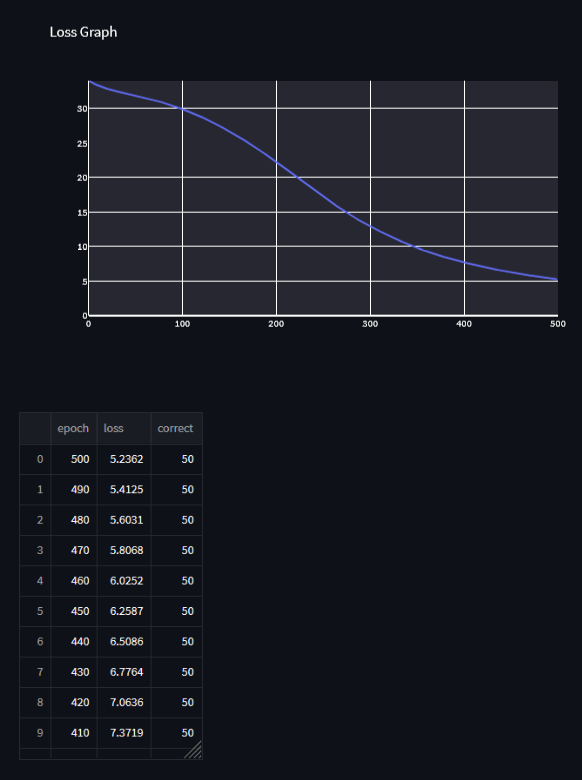 Loss Graph
30
25
20
15
10
5
0
0 100 200 300 400 500
epoch loss correct
0 500 5.2362 50
1 490 5.4125 50
2 480 5.6031 50
3 470 5.8068 50
4 460 6.0252 50
5 450 6.2587 50
6 440 6.5086 50
7 430 6.7764 50
8 420 7.0636 50
9 410 7.3719 50